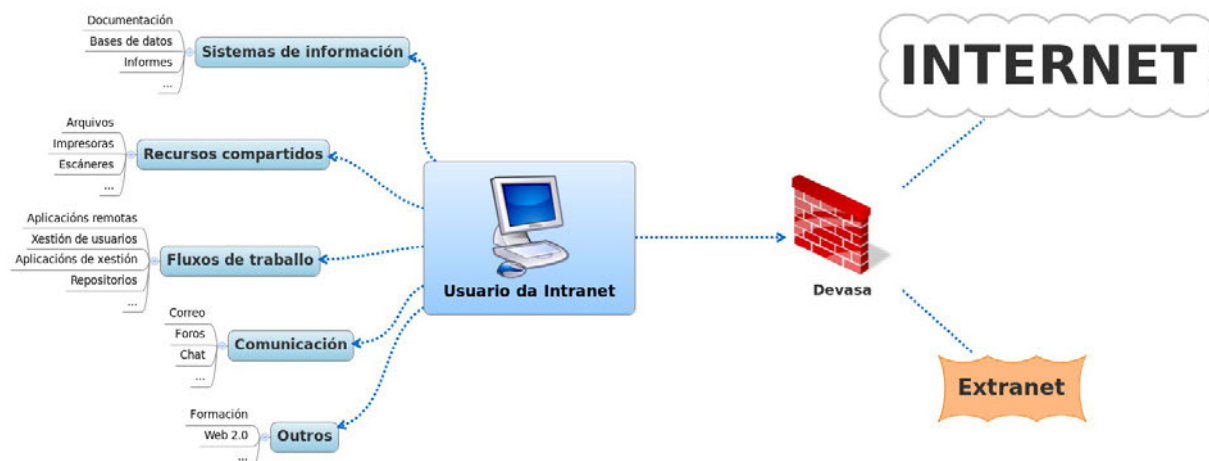 Documentación
Bases de datos
Informes
...
Sistemas de información
Arquivos
Impresoras
Escáneres
...
Recursos compartidos
Aplicacións remotas
Xestión de usuarios
Aplicacións de xestión
Repositorios
...
Fluxos de traballo
Correo
Foros
Chat
...
Comunicación
Formación
Web 2.0
...
Outros
Usuario da Intranet
Devasa
INTERNET
Extranet